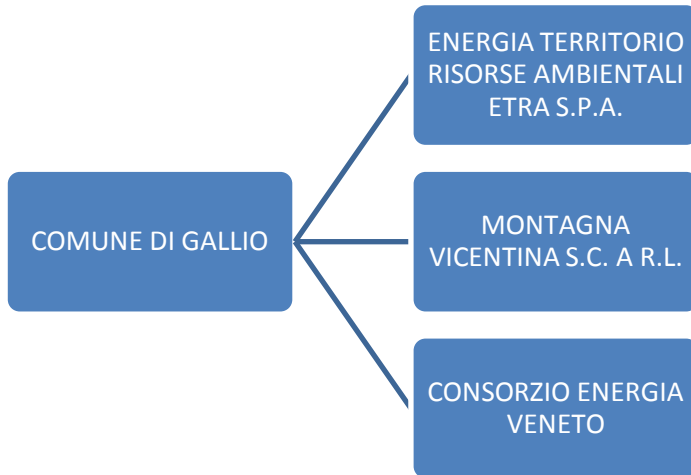 COMUNE DI GALLIO
ENERGIA TERRITORIO
RISORSE AMBIENTALI
ETRA S.P.A.
MONTAGNA
VICENTINA S.C. A R.L.
CONSORZIO ENERGIA
VENETO